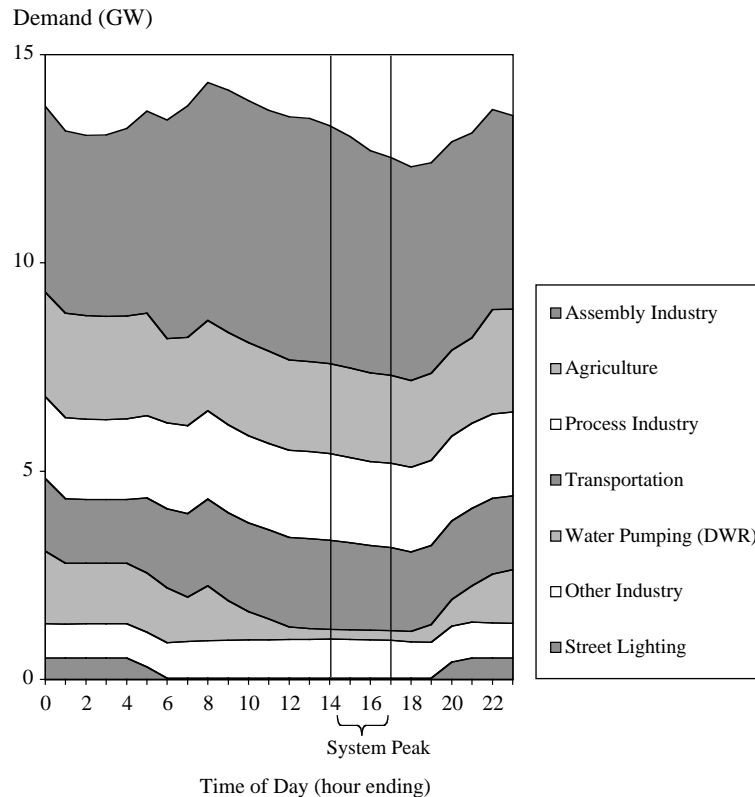 Demand (GW)
15
10
5
0
0 2 4 6 8 10 12 14 16 18 20 22
System Peak
Time of Day (hour ending)
Assembly Industry
Agriculture
Process Industry
Transportation
Water Pumping (DWR)
Other Industry
Street Lighting